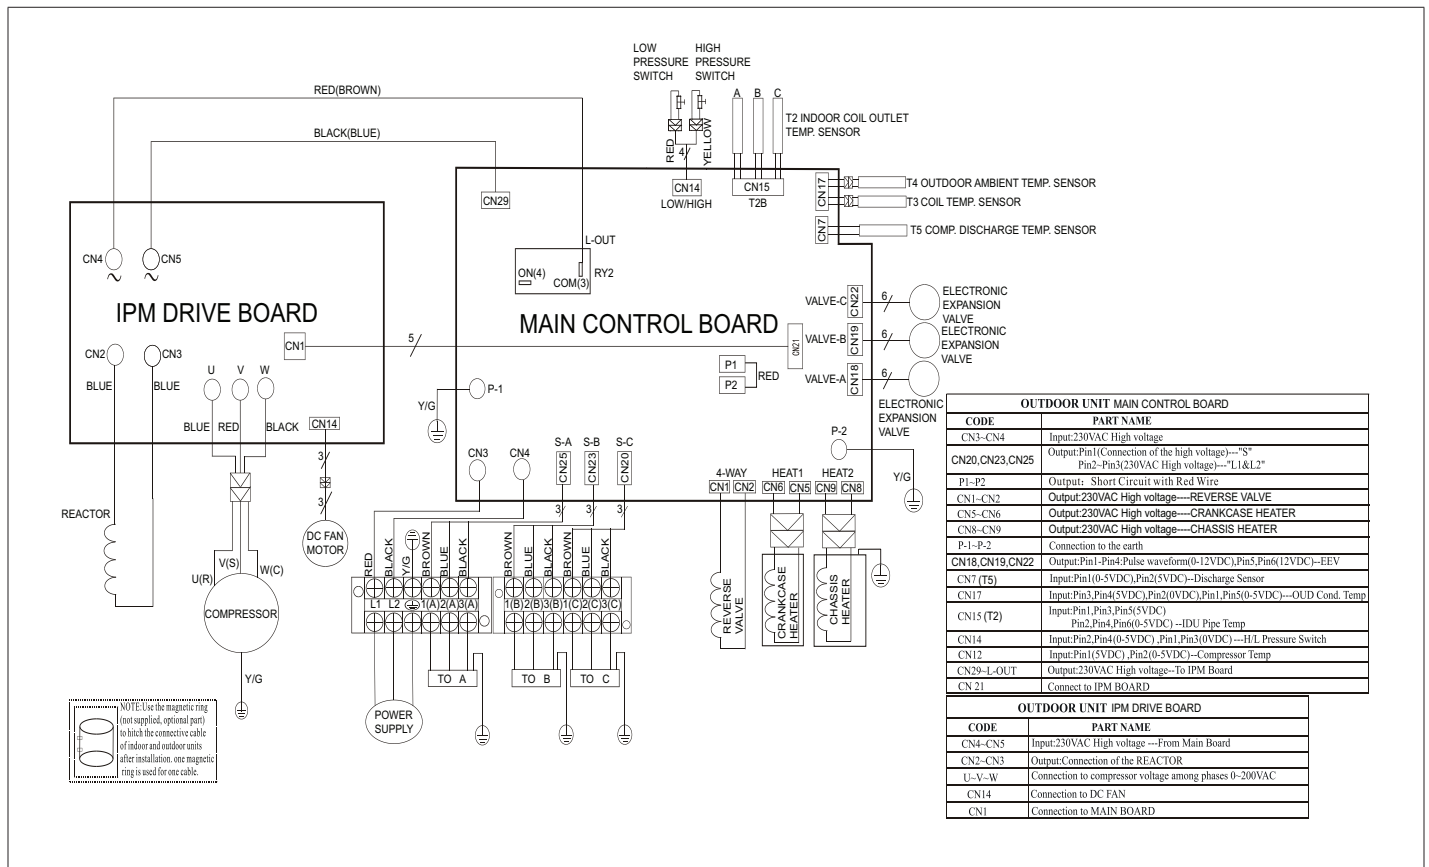 LOW
PRESSURE
SWITCH
HIGH
PRESSURE
SWITCH
RED(BROWN)
BLACK(BLUE)
A
B
C
T2 INDOOR COIL OUTLET
TEMP. SENSOR
RED
4
YELLOW
CN14
LOW/HIGH
CN15
T2B
CN17
T4 OUTDOOR AMBIENT TEMP. SENSOR
T3 COIL TEMP. SENSOR
CN7
T5 COMP. DISCHARGE TEMP. SENSOR
CN29
L-OUT
ON(4)
COM(3)
RY2
CN4
CN5
IPM DRIVE BOARD
MAIN CONTROL BOARD
CN1
5
CN21
VALVE-C
CN22
6
ELECTRONIC
EXPANSION
VALVE
VALVE-B
CN19
6
ELECTRONIC
EXPANSION
VALVE
VALVE-A
CN18
6
ELECTRONIC
EXPANSION
VALVE
P1
P2
RED
CN2
CN3
BLUE
BLUE
U
V
W
BLUE
RED
BLACK
CN14
3
3
DC FAN
MOTOR
P-1
Y/G
P-2
Y/G
CN3
CN4
S-A
S-B
S-C
CN25
CN23
CN20
3
3
3
4-WAY
CN1
CN2
HEAT1
CN6
CN5
HEAT2
CN9
CN8
REACTOR
V(S)
U(R)
W(C)
COMPRESSOR
Y/G
RED
BLACK
Y/G
BROWN
BLUE
BLACK
BROWN
BLUE
BLACK
BROWN
BLUE
BLACK
L1
L2
1(A)
2(A)
3(A)
1(B)
2(B)
3(B)
1(C)
2(C)
3(C)
TO A
TO B
TO C
POWER
SUPPLY
REVERSE
VALVE
CRANKCASE
HEATER
CHASSIS
HEATER
NOTE:Use the magnetic ring
(not supplied, optional part)
to hitch the connective cable
of indoor and outdoor units
after installation. one magnetic
ring is used for one cable.
OUTDOOR UNIT MAIN CONTROL BOARD
CODE PART NAME
CN3~CN4 Input:230VAC High voltage
CN20,CN23,CN25 Output:Pin1(Connection of the high voltage)---"S"
Pin2~Pin3(230VAC High voltage)---"L1&L2"
P1~P2 Output: Short Circuit with Red Wire
CN1~CN2 Output:230VAC High voltage----REVERSE VALVE
CN5~CN6 Output:230VAC High voltage----CRANKCASE HEATER
CN8~CN9 Output:230VAC High voltage----CHASSIS HEATER
P-1~P-2 Connection to the earth
CN18,CN19,CN22 Output:Pin1-Pin4:Pulse waveform(0-12VDC),Pin5,Pin6(12VDC)--EEV
CN7 (T5) Input:Pin1(0-5VDC),Pin2(5VDC)--Discharge Sensor
CN17 Input:Pin3,Pin4(5VDC),Pin2(0VDC),Pin1,Pin5(0-5VDC)---OUD Cond. Temp
CN15 (T2) Input:Pin1,Pin3,Pin5(5VDC)
Pin2,Pin4,Pin6(0-5VDC) --IDU Pipe Temp
CN14 Input:Pin2,Pin4(0-5VDC) ,Pin1,Pin3(0VDC) ---H/L Pressure Switch
CN12 Input:Pin1(5VDC) ,Pin2(0-5VDC)--Compressor Temp
CN29~L-OUT Output:230VAC High voltage--To IPM Board
CN 21 Connect to IPM BOARD
OUTDOOR UNIT IPM DRIVE BOARD
CODE PART NAME
CN4~CN5 Input:230VAC High voltage ---From Main Board
CN2~CN3 Output:Connection of the REACTOR
U~V~W Connection to compressor voltage among phases 0~200VAC
CN14 Connection to DC FAN
CN1 Connection to MAIN BOARD